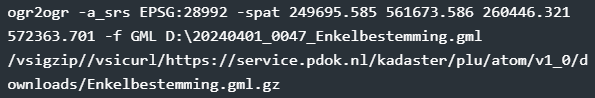 ogr2ogr -a_srs EPSG:28992 -spat 249695.585 561673.586 260446.321
572363.701 -f GML D:\20240401_0047_Enkelbestemming.gml
/vsigzip//vsicurl/https://service.pdok.nl/kadaster/plu/atom/v1_0/d
ownloads/Enkelbestemming.gml.gz